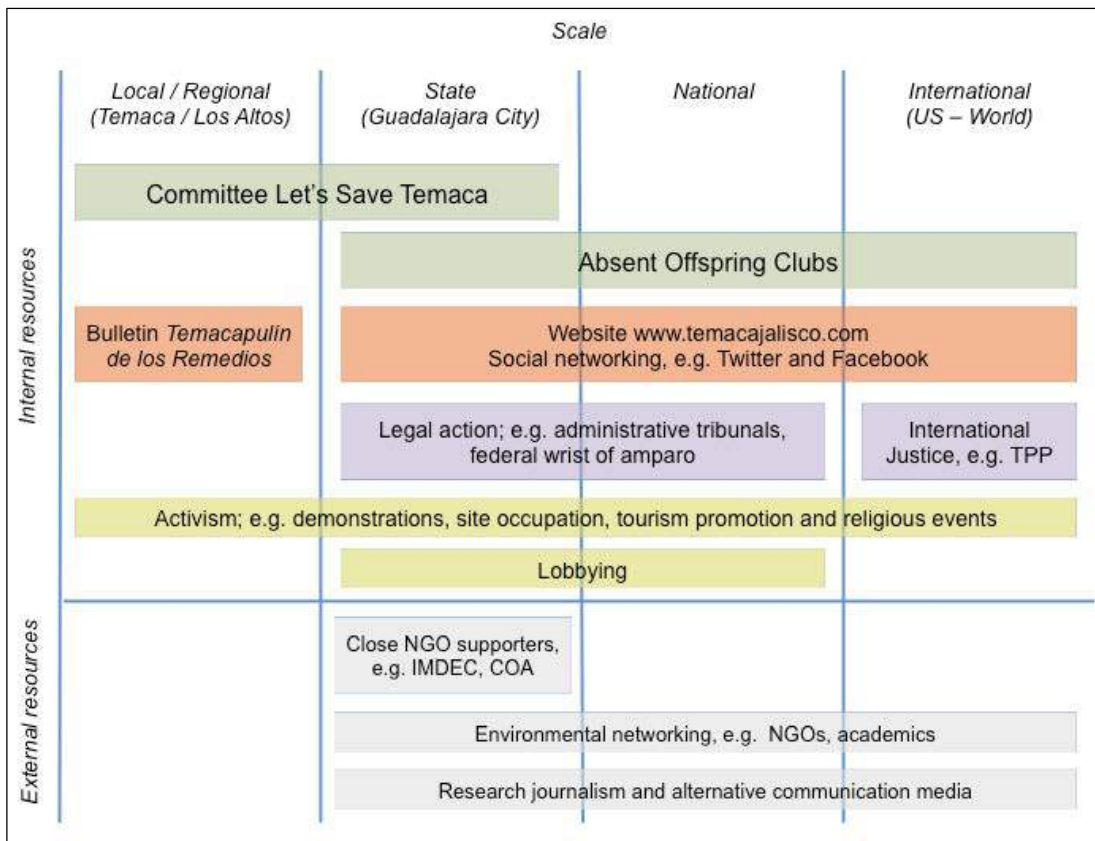 Scale
Local / Regional
(Temaca / Los Altos)
State
(Guadalajara City)
National
International
(US – World)
Internal resources
Committee Let's Save Temaca
Absent Offspring Clubs
Bulletin Temacapulín
de los Remedios
Website www.temacajalisco.com
Social networking, e.g. Twitter and Facebook
Legal action; e.g. administrative tribunals,
federal wrist of amparo
International
Justice, e.g. TPP
Activism; e.g. demonstrations, site occupation, tourism promotion and religious events
Lobbying
External resources
Close NGO supporters,
e.g. IMDEC, COA
Environmental networking, e.g. NGOs, academics
Research journalism and alternative communication media